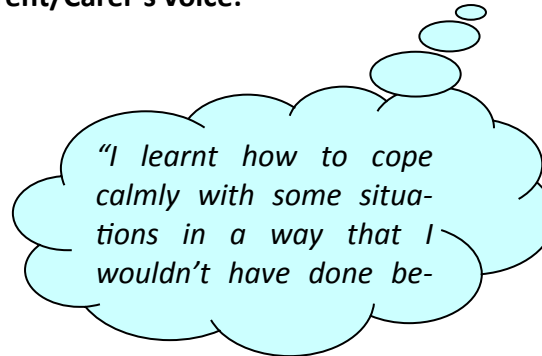 ent/Carer's voice:
"I learnt how to cope
calmly with some situa-
tions in a way that I
wouldn't have done be-